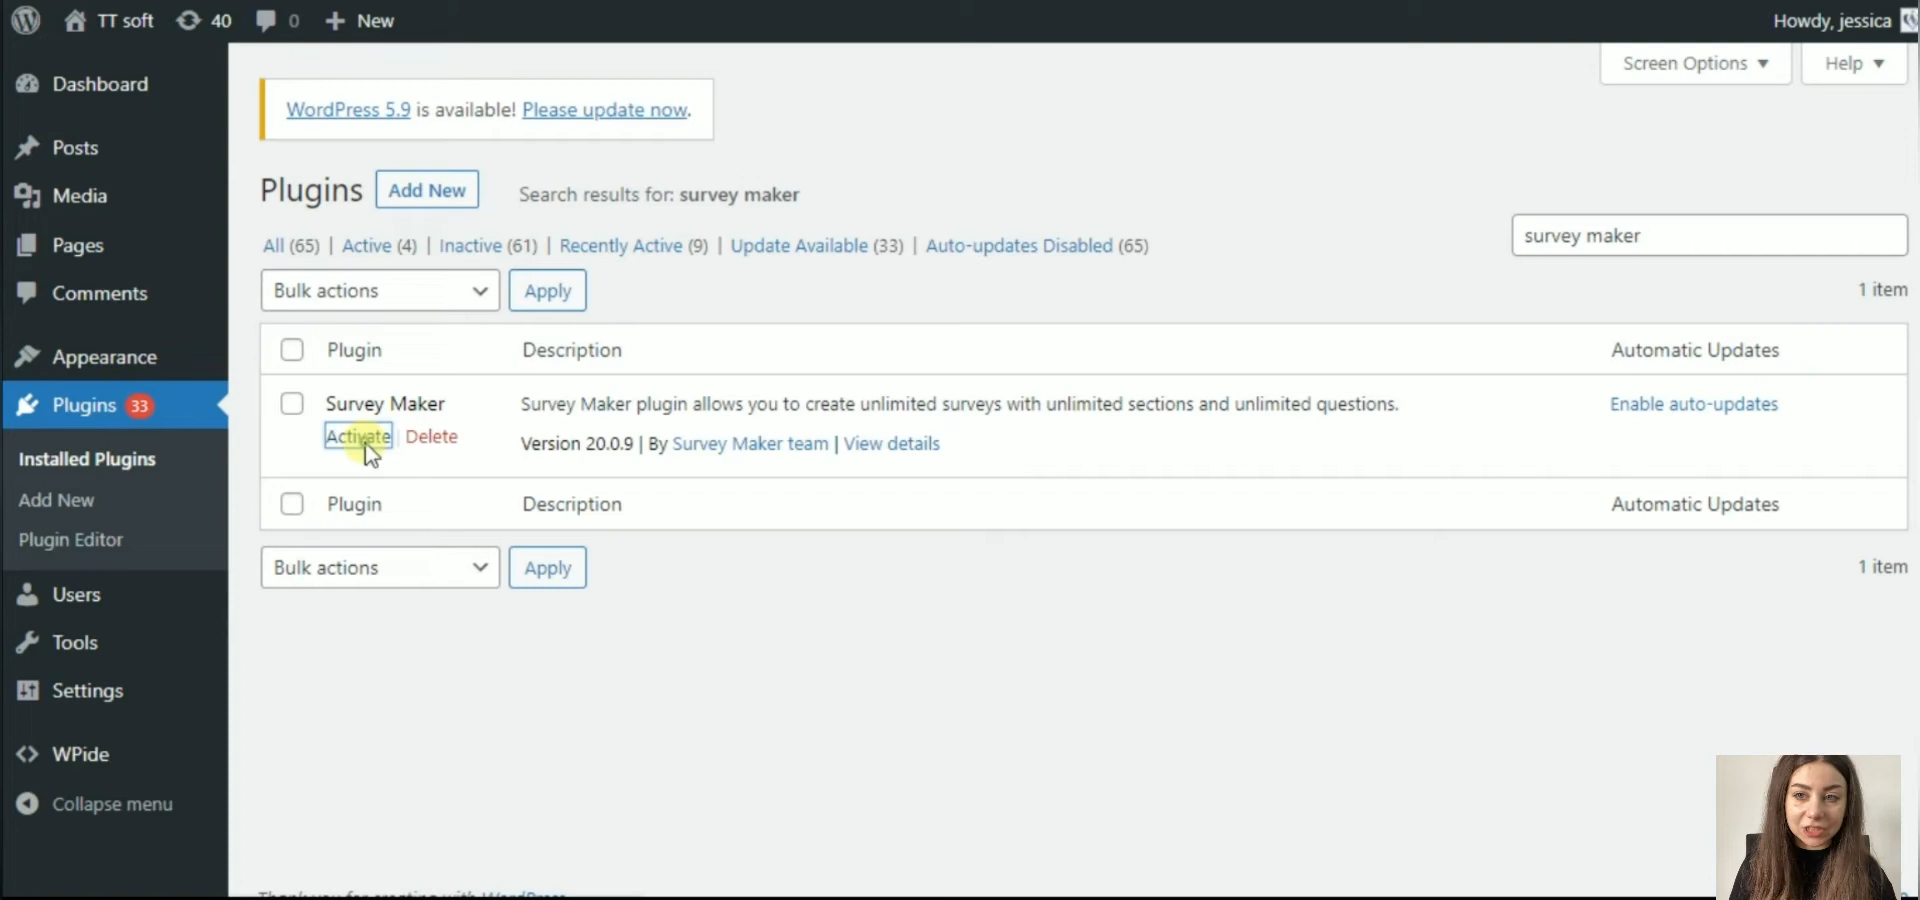 TT soft 40 0 New Howdy, jessica
Screen Options Help
Dashboard
Posts
Media
Pages
Comments
Appearance
Plugins 33
Installed Plugins
Add New
Plugin Editor
Users
Tools
Settings
WPide
Collapse menu
WordPress 5.9 is available! Please update now.
Plugins Add New Search results for: survey maker
All (65) | Active (4) | Inactive (61) | Recently Active (9) | Update Available (33) | Auto-updates Disabled (65)
survey maker
Bulk actions Apply 1 item
Plugin Description Automatic Updates
Survey Maker Survey Maker plugin allows you to create unlimited surveys with unlimited sections and unlimited questions. Enable auto-updates
Activate | Delete Version 20.0.9 | By Survey Maker team | View details
Plugin Description Automatic Updates
Bulk actions Apply 1 item
Thank you for creating with WordPress